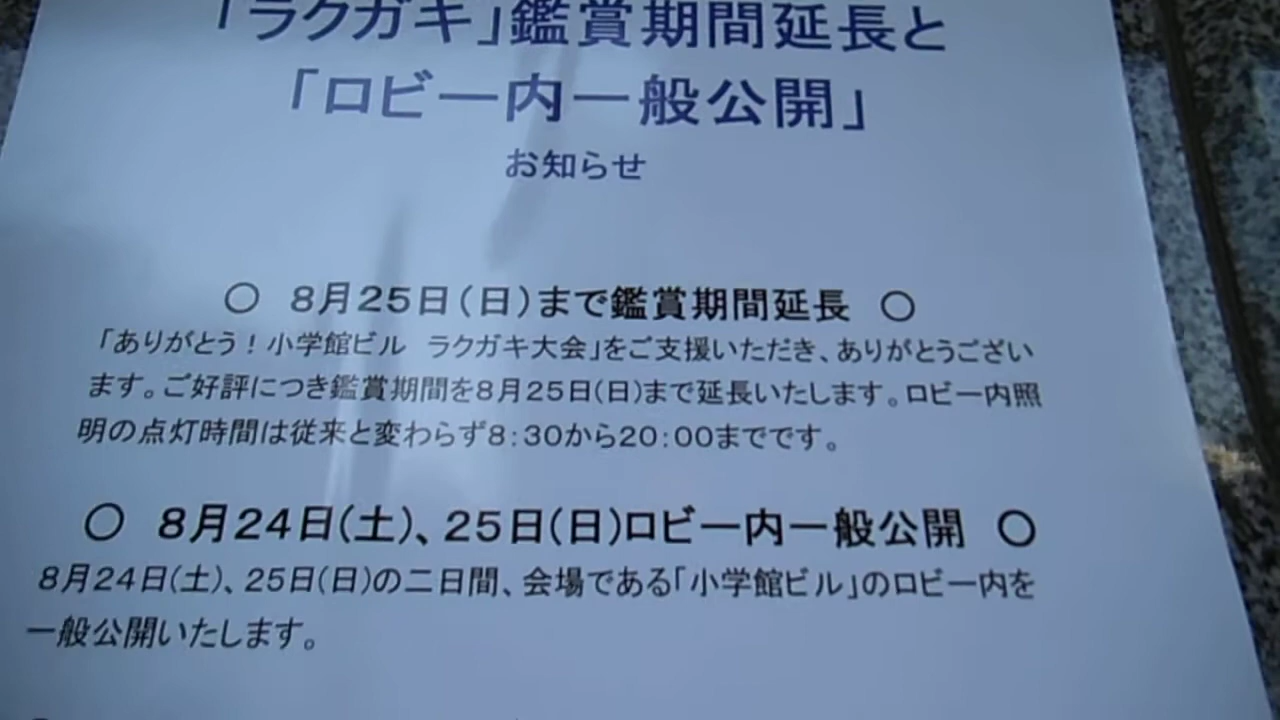 「ラクガキ」鑑賞期間延長と
「ロビー内一般公開」
お知らせ
○ 8月25日(日)まで鑑賞期間延長 ○
「ありがとう！小学館ビル ラクガキ大会」をご支援いただき、ありがとうござい
ます。ご好評につき鑑賞期間を8月25日(日)まで延長いたします。ロビー内照
明の点灯時間は従来と変わらず8:30から20:00までです。
○ 8月24日(土)、25日(日)ロビー内一般公開 ○
8月24日(土)、25日(日)の二日間、会場である「小学館ビル」のロビー内を
一般公開いたします。